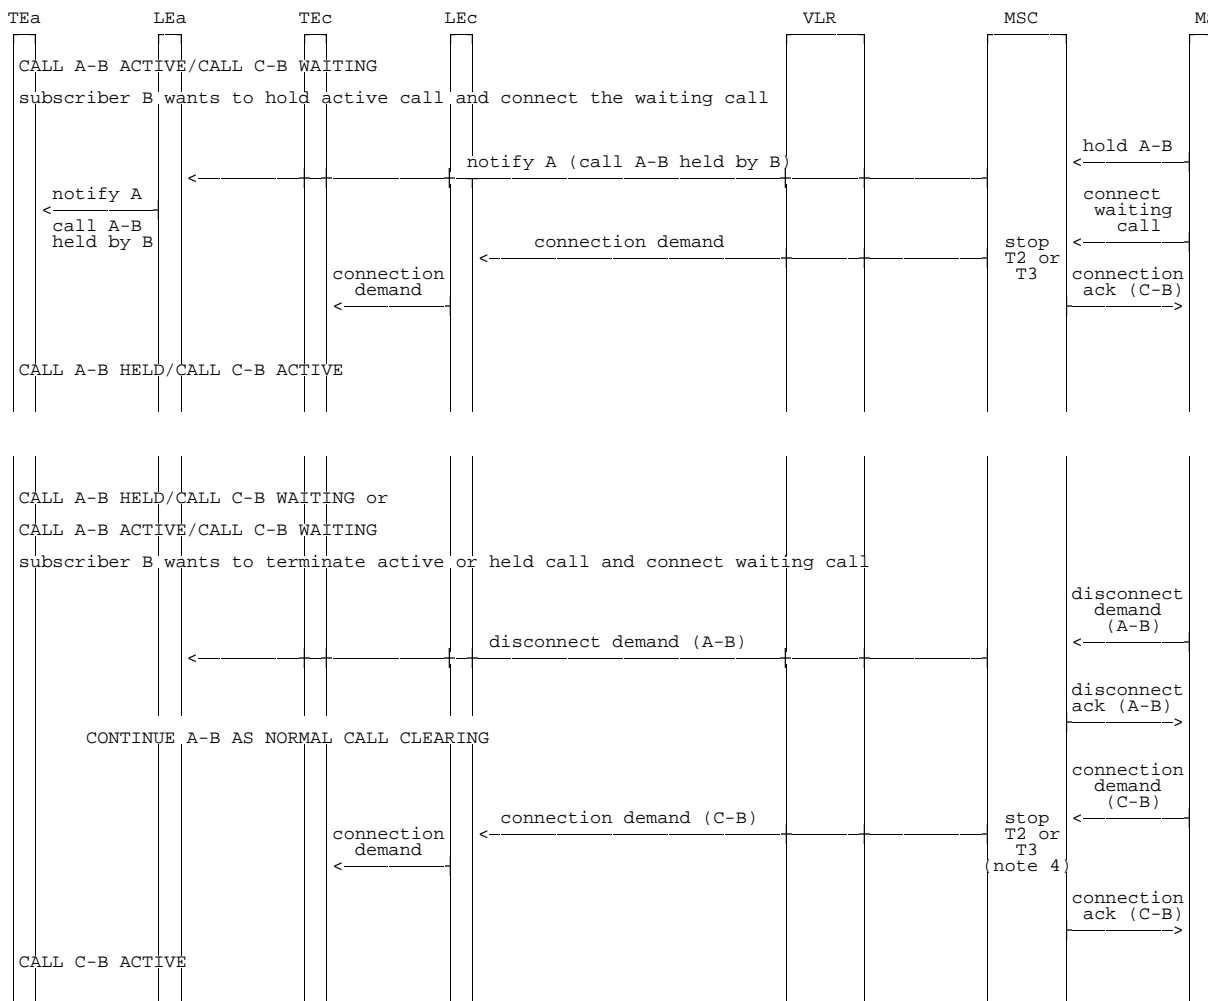 TEa LEa TEc LEc VLR MSC
CALL A-B ACTIVE/CALL C-B WAITING
subscriber B wants to hold active call and connect the waiting call
hold A-B
notify A (call A-B held by B)
notify A
call A-B
held by B
connect
waiting
call
connection demand
stop
T2 or
T3
connection
demand
connection
ack (C-B)
CALL A-B HELD/CALL C-B ACTIVE
CALL A-B HELD/CALL C-B WAITING or
CALL A-B ACTIVE/CALL C-B WAITING
subscriber B wants to terminate active or held call and connect waiting call
disconnect
demand
(A-B)
disconnect demand (A-B)
disconnect
ack (A-B)
CONTINUE A-B AS NORMAL CALL CLEARING
connection
demand
(C-B)
connection demand (C-B)
stop
T2 or
T3
(note 4)
connection
demand
connection
ack (C-B)
CALL C-B ACTIVE